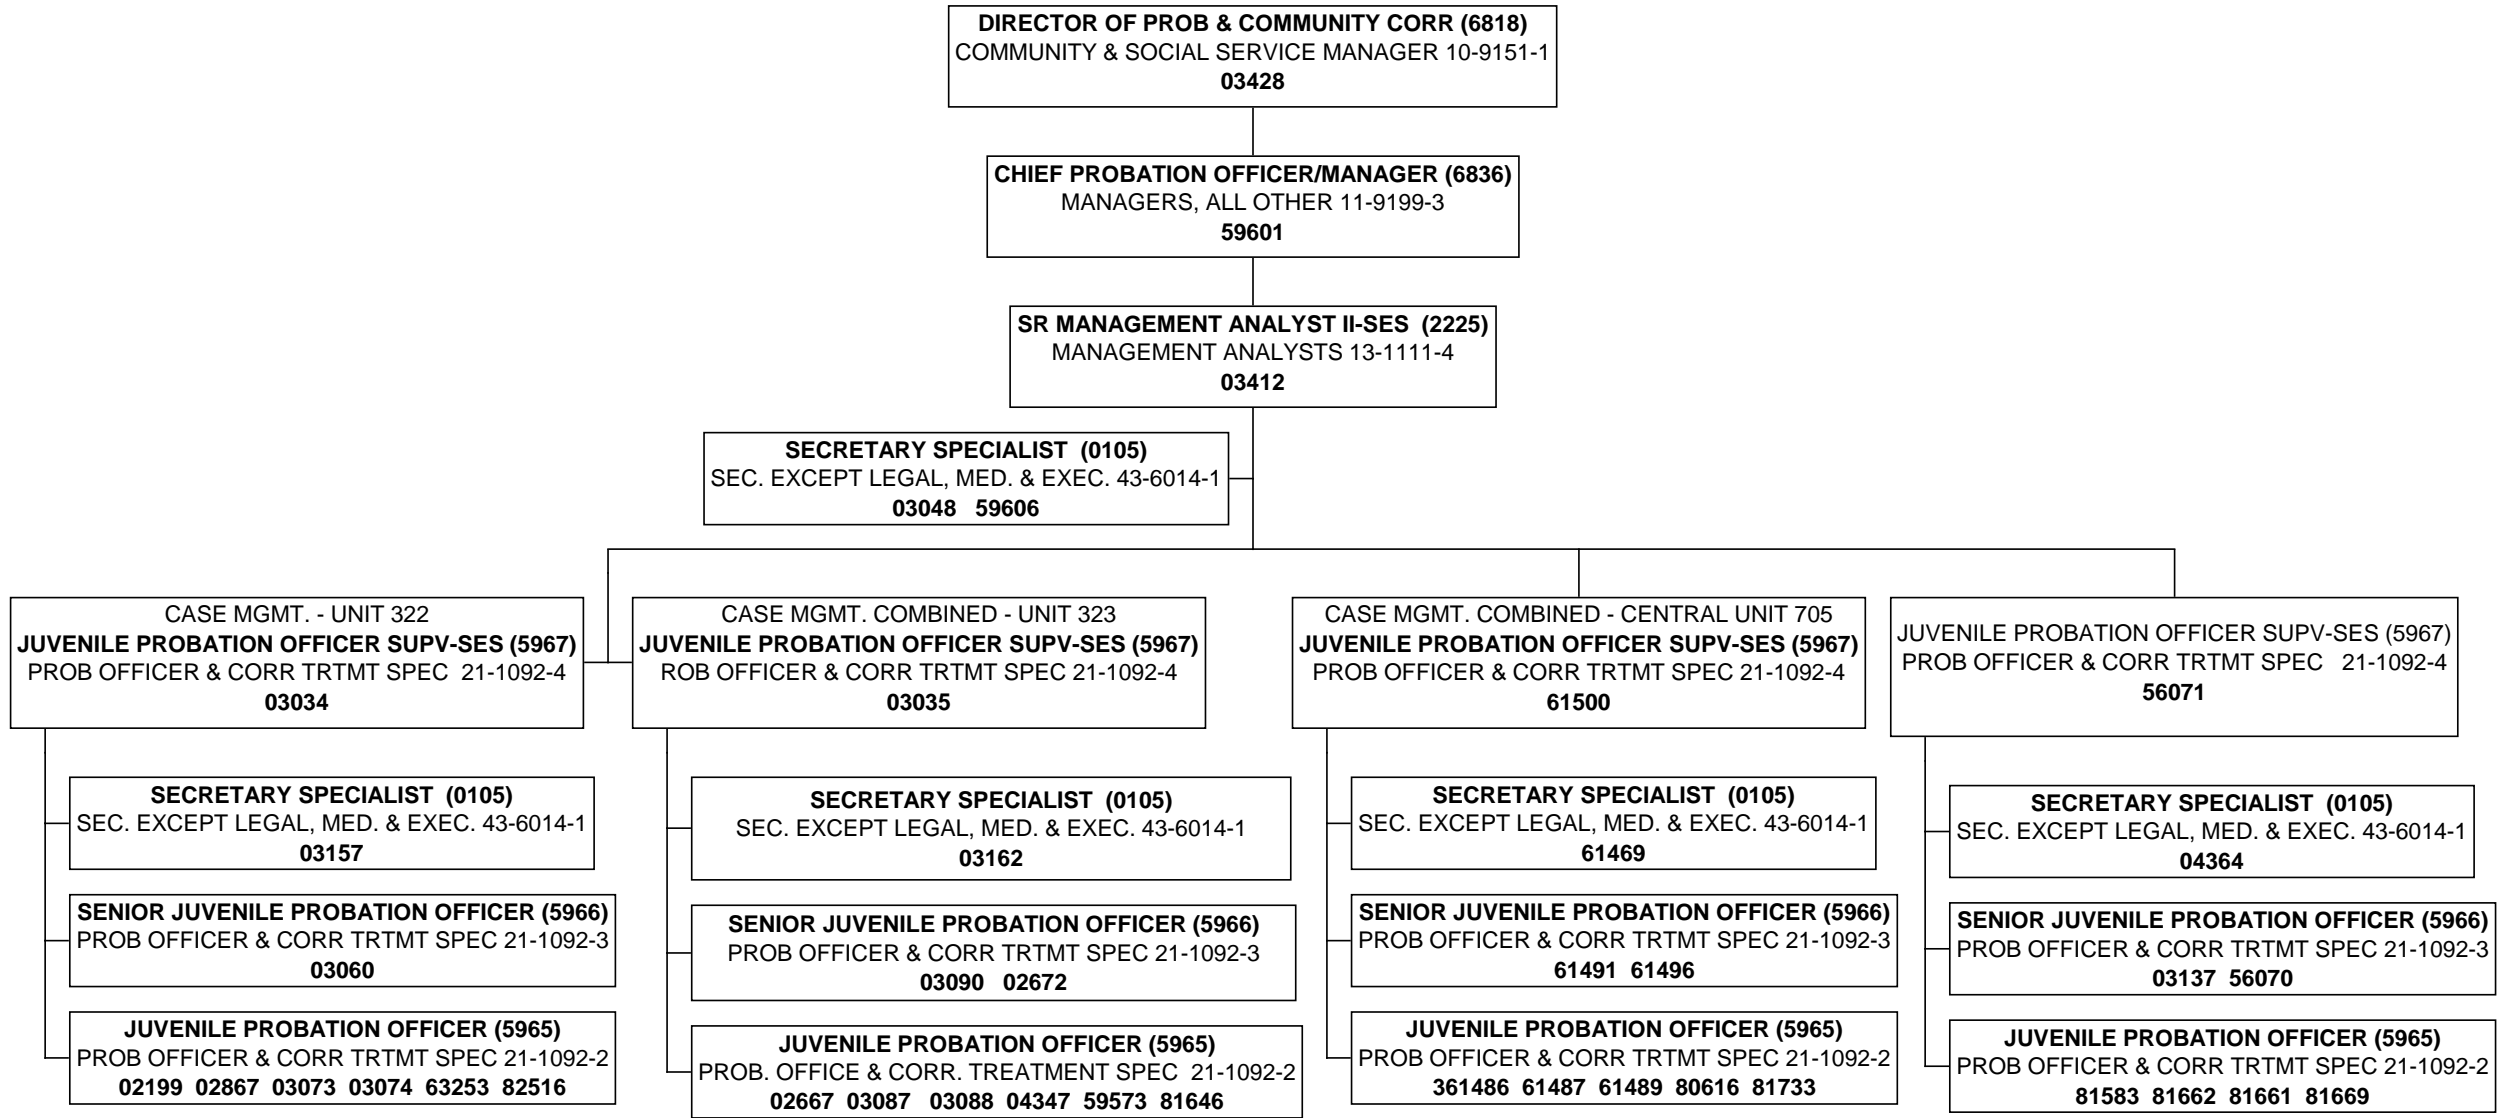 DIRECTOR OF PROB & COMMUNITY CORR (6818)
COMMUNITY & SOCIAL SERVICE MANAGER 10-9151-1
03428
CHIEF PROBATION OFFICER/MANAGER (6836)
MANAGERS, ALL OTHER 11-9199-3
59601
SR MANAGEMENT ANALYST II-SES (2225)
MANAGEMENT ANALYSTS 13-1111-4
03412
SECRETARY SPECIALIST (0105)
SEC. EXCEPT LEGAL, MED. & EXEC. 43-6014-1
03048 59606
CASE MGMT. - UNIT 322
JUVENILE PROBATION OFFICER SUPV-SES (5967)
PROB OFFICER & CORR TRTMT SPEC 21-1092-4
03034
SECRETARY SPECIALIST (0105)
SEC. EXCEPT LEGAL, MED. & EXEC. 43-6014-1
03157
SENIOR JUVENILE PROBATION OFFICER (5966)
PROB OFFICER & CORR TRTMT SPEC 21-1092-3
03060
JUVENILE PROBATION OFFICER (5965)
PROB OFFICER & CORR TRTMT SPEC 21-1092-2
02199 02867 03073 03074 63253 82516
CASE MGMT. COMBINED - UNIT 323
JUVENILE PROBATION OFFICER SUPV-SES (5967)
ROB OFFICER & CORR TRTMT SPEC 21-1092-4
03035
SECRETARY SPECIALIST (0105)
SEC. EXCEPT LEGAL, MED. & EXEC. 43-6014-1
03162
SENIOR JUVENILE PROBATION OFFICER (5966)
PROB OFFICER & CORR TRTMT SPEC 21-1092-3
03090 02672
JUVENILE PROBATION OFFICER (5965)
PROB. OFFICE & CORR. TREATMENT SPEC 21-1092-2
02667 03087 03088 04347 59573 81646
CASE MGMT. COMBINED - CENTRAL UNIT 705
JUVENILE PROBATION OFFICER SUPV-SES (5967)
PROB OFFICER & CORR TRTMT SPEC 21-1092-4
61500
SECRETARY SPECIALIST (0105)
SEC. EXCEPT LEGAL, MED. & EXEC. 43-6014-1
61469
SENIOR JUVENILE PROBATION OFFICER (5966)
PROB OFFICER & CORR TRTMT SPEC 21-1092-3
61491 61496
JUVENILE PROBATION OFFICER (5965)
PROB OFFICER & CORR TRTMT SPEC 21-1092-2
361486 61487 61489 80616 81733
JUVENILE PROBATION OFFICER SUPV-SES (5967)
PROB OFFICER & CORR TRTMT SPEC 21-1092-4
56071
SECRETARY SPECIALIST (0105)
SEC. EXCEPT LEGAL, MED. & EXEC. 43-6014-1
04364
SENIOR JUVENILE PROBATION OFFICER (5966)
PROB OFFICER & CORR TRTMT SPEC 21-1092-3
03137 56070
JUVENILE PROBATION OFFICER (5965)
PROB OFFICER & CORR TRTMT SPEC 21-1092-2
81583 81662 81661 81669